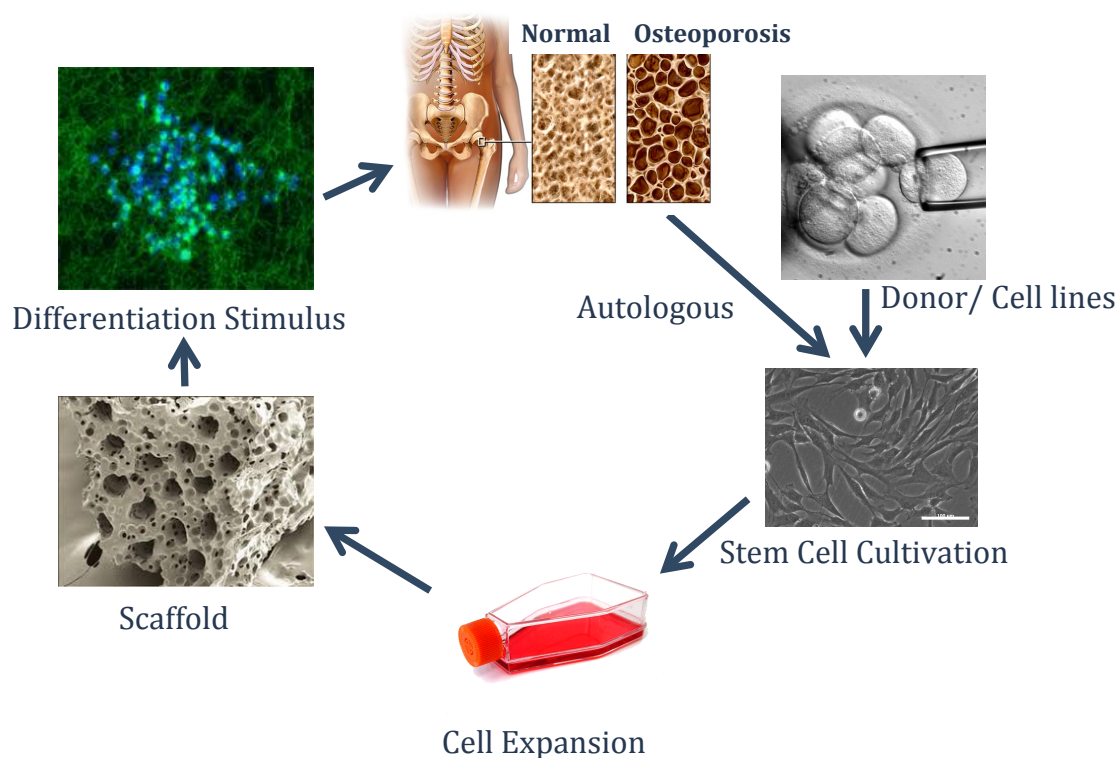 Normal Osteoporosis
Differentiation Stimulus
Autologous
Donor/ Cell lines
Stem Cell Cultivation
Scaffold
Cell Expansion